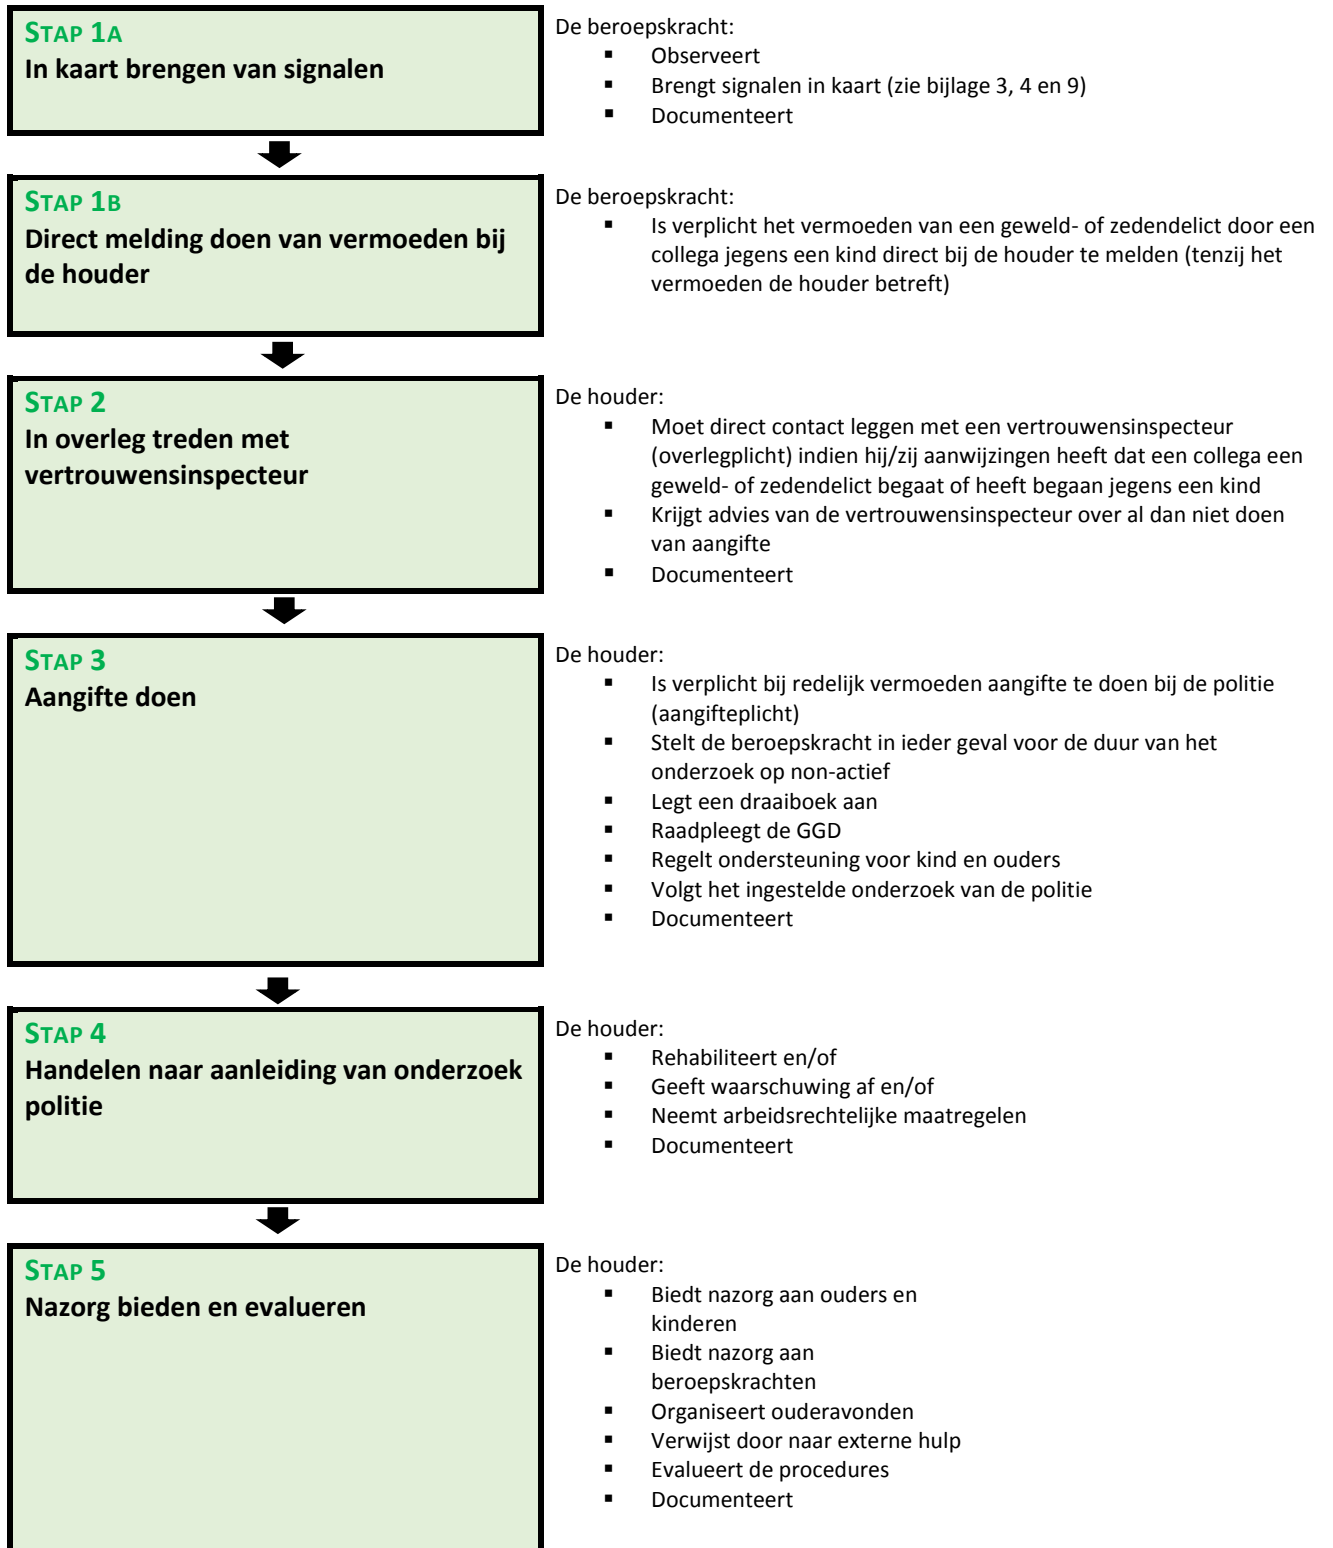 STAP 1A
In kaart brengen van signalen
De beroepskracht:
▪ Observeert
▪ Brengt signalen in kaart (zie bijlage 3, 4 en 9)
▪ Documenteert
STAP 1B
Direct melding doen van vermoeden bij
de houder
De beroepskracht:
▪ Is verplicht het vermoeden van een geweld- of zedendelict door een
collega jegens een kind direct bij de houder te melden (tenzij het
vermoeden de houder betreft)
STAP 2
In overleg treden met
vertrouwensinspecteur
De houder:
▪ Moet direct contact leggen met een vertrouwensinspecteur
(overlegplicht) indien hij/zij aanwijzingen heeft dat een collega een
geweld- of zedendelict begaat of heeft begaan jegens een kind
▪ Krijgt advies van de vertrouwensinspecteur over al dan niet doen
van aangifte
▪ Documenteert
STAP 3
Aangifte doen
De houder:
▪ Is verplicht bij redelijk vermoeden aangifte te doen bij de politie
(aangifteplicht)
▪ Stelt de beroepskracht in ieder geval voor de duur van het
onderzoek op non-actief
▪ Legt een draaiboek aan
▪ Raadpleegt de GGD
▪ Regelt ondersteuning voor kind en ouders
▪ Volgt het ingestelde onderzoek van de politie
▪ Documenteert
STAP 4
Handelen naar aanleiding van onderzoek
politie
De houder:
▪ Rehabiliteert en/of
▪ Geeft waarschuwing af en/of
▪ Neemt arbeidsrechtelijke maatregelen
▪ Documenteert
STAP 5
Nazorg bieden en evalueren
De houder:
▪ Biedt nazorg aan ouders en
kinderen
▪ Biedt nazorg aan
beroepskrachten
▪ Organiseert ouderavonden
▪ Verwijst door naar externe hulp
▪ Evalueert de procedures
▪ Documenteert